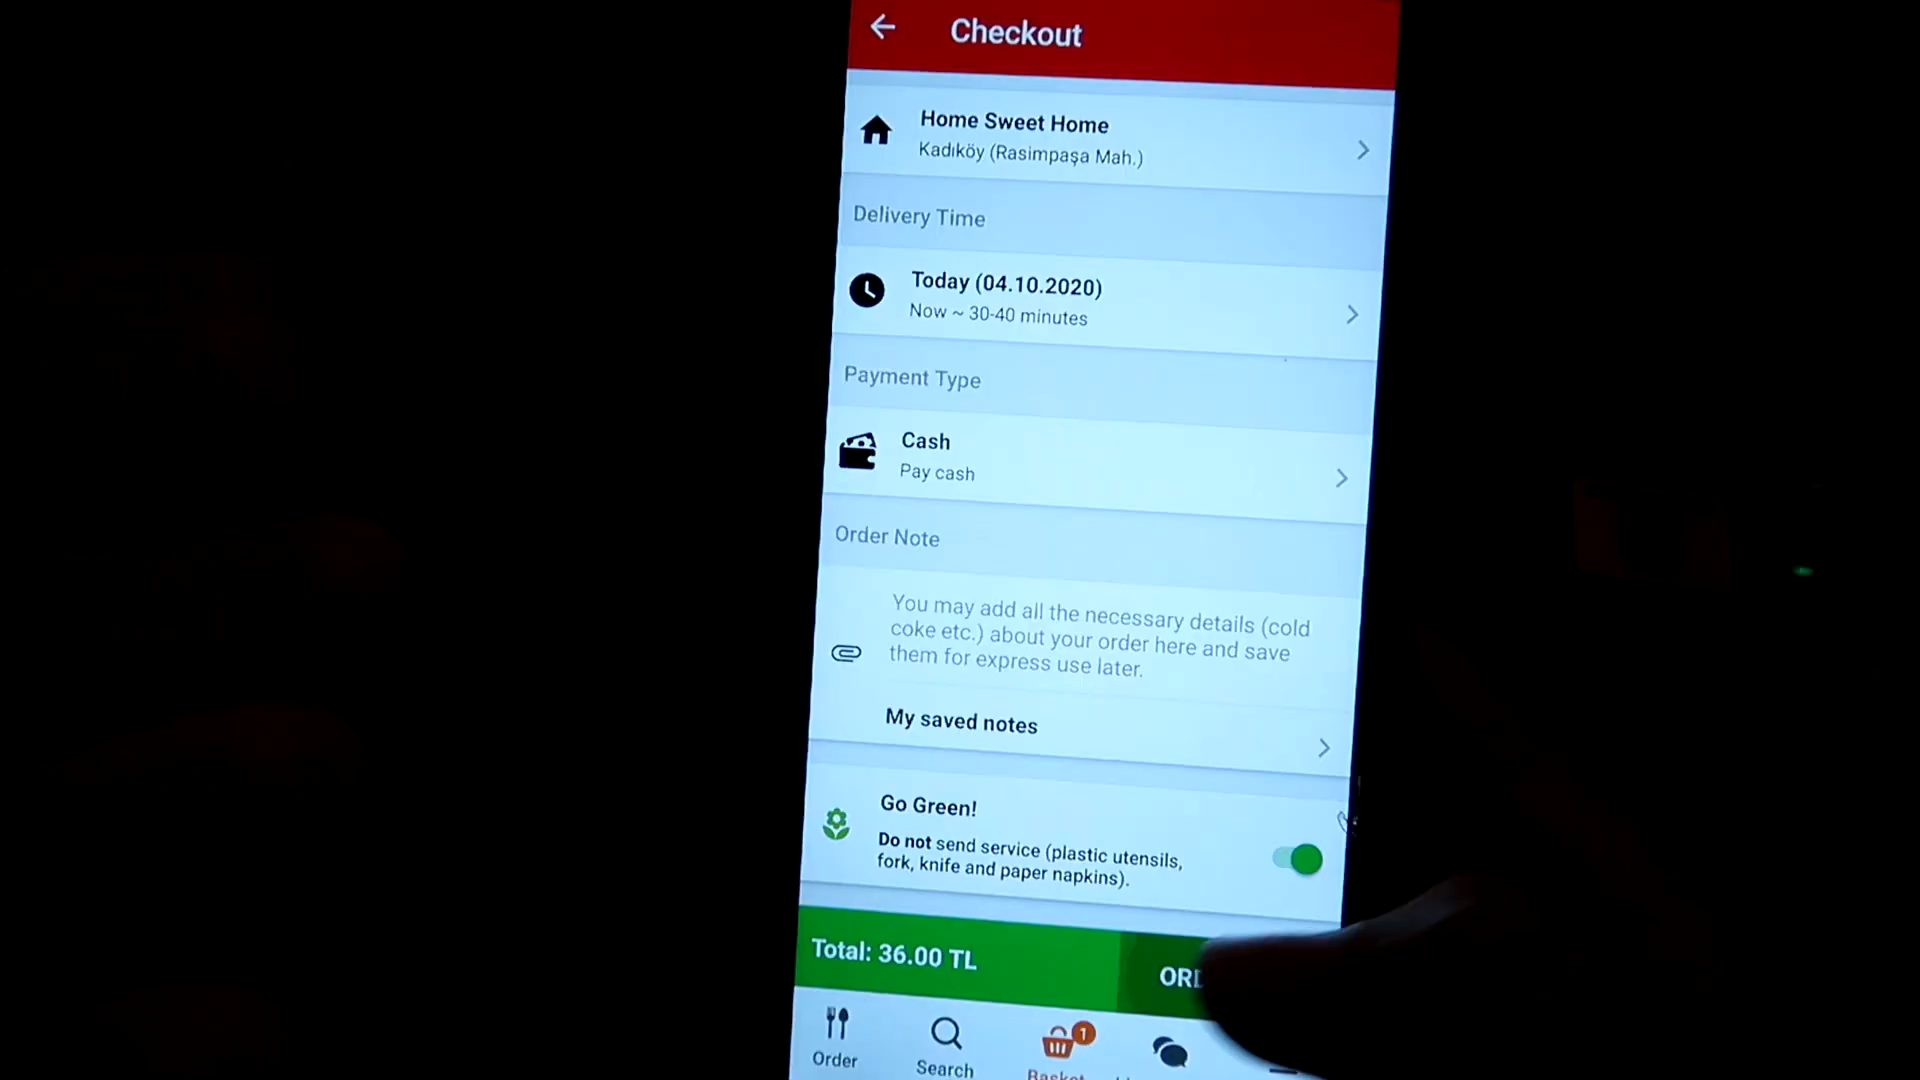 Checkout
Home Sweet Home
Kadıköy (Rasimpaşa Mah.)
Delivery Time
Today (04.10.2020)
Now ~ 30-40 minutes
Payment Type
Cash
Pay cash
Order Note
You may add all the necessary details (cold
coke etc.) about your order here and save
them for express use later.
My saved notes
Go Green!
Do not send service (plastic utensils,
fork, knife and paper napkins).
Total: 36.00 TL
1
Order
Search
Basket